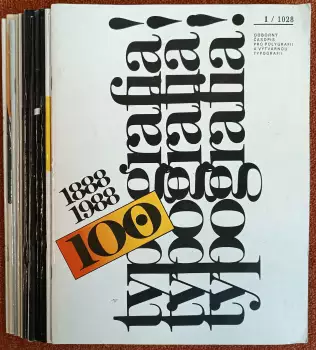 1 / 1028
ODBORNÝ
ČASOPIS
PRO POLYGRAFII
A VÝTVARNOU
TYPOGRAFII
typografia!
typografia!
typografia!
1888
1988
100